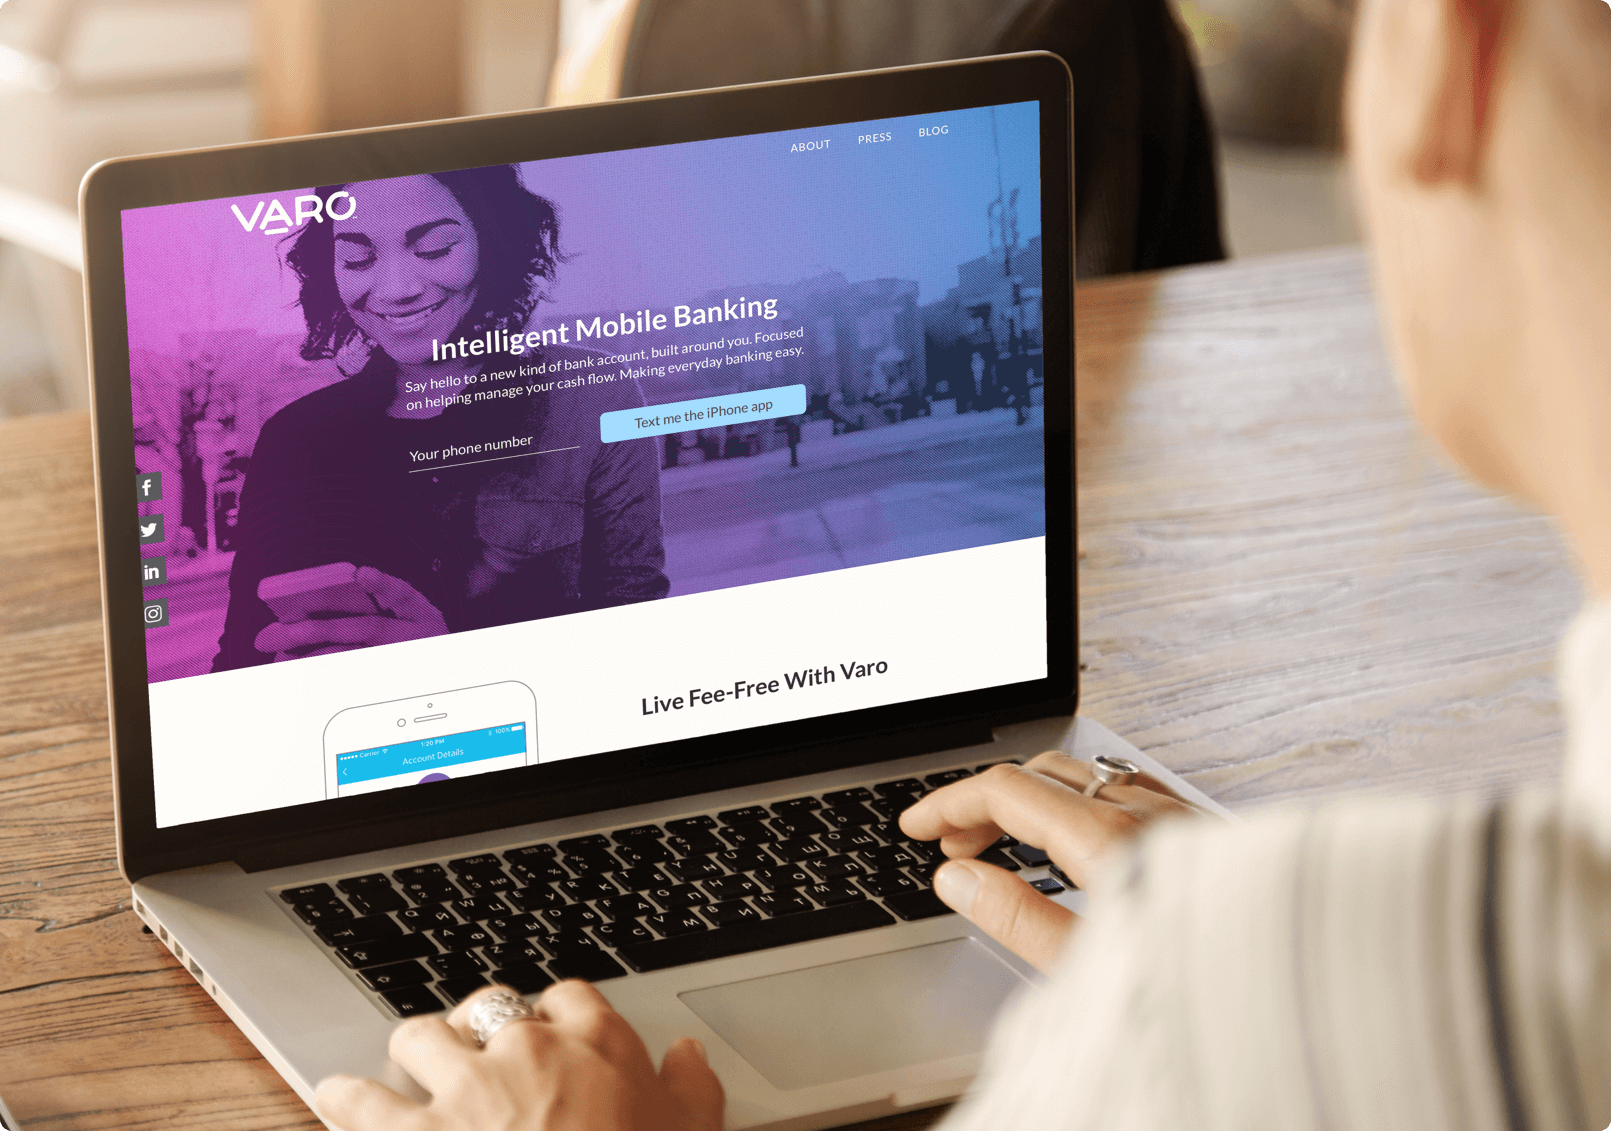 ABOUT PRESS BLOG
VARO
Intelligent Mobile Banking
Say hello to a new kind of bank account, built around you. Focused
on helping manage your cash flow. Making everyday banking easy.
Your phone number
Text me the iPhone app
f
in
Live Fee-Free With Varo
Carrier 1:20 PM 100%
Account Details